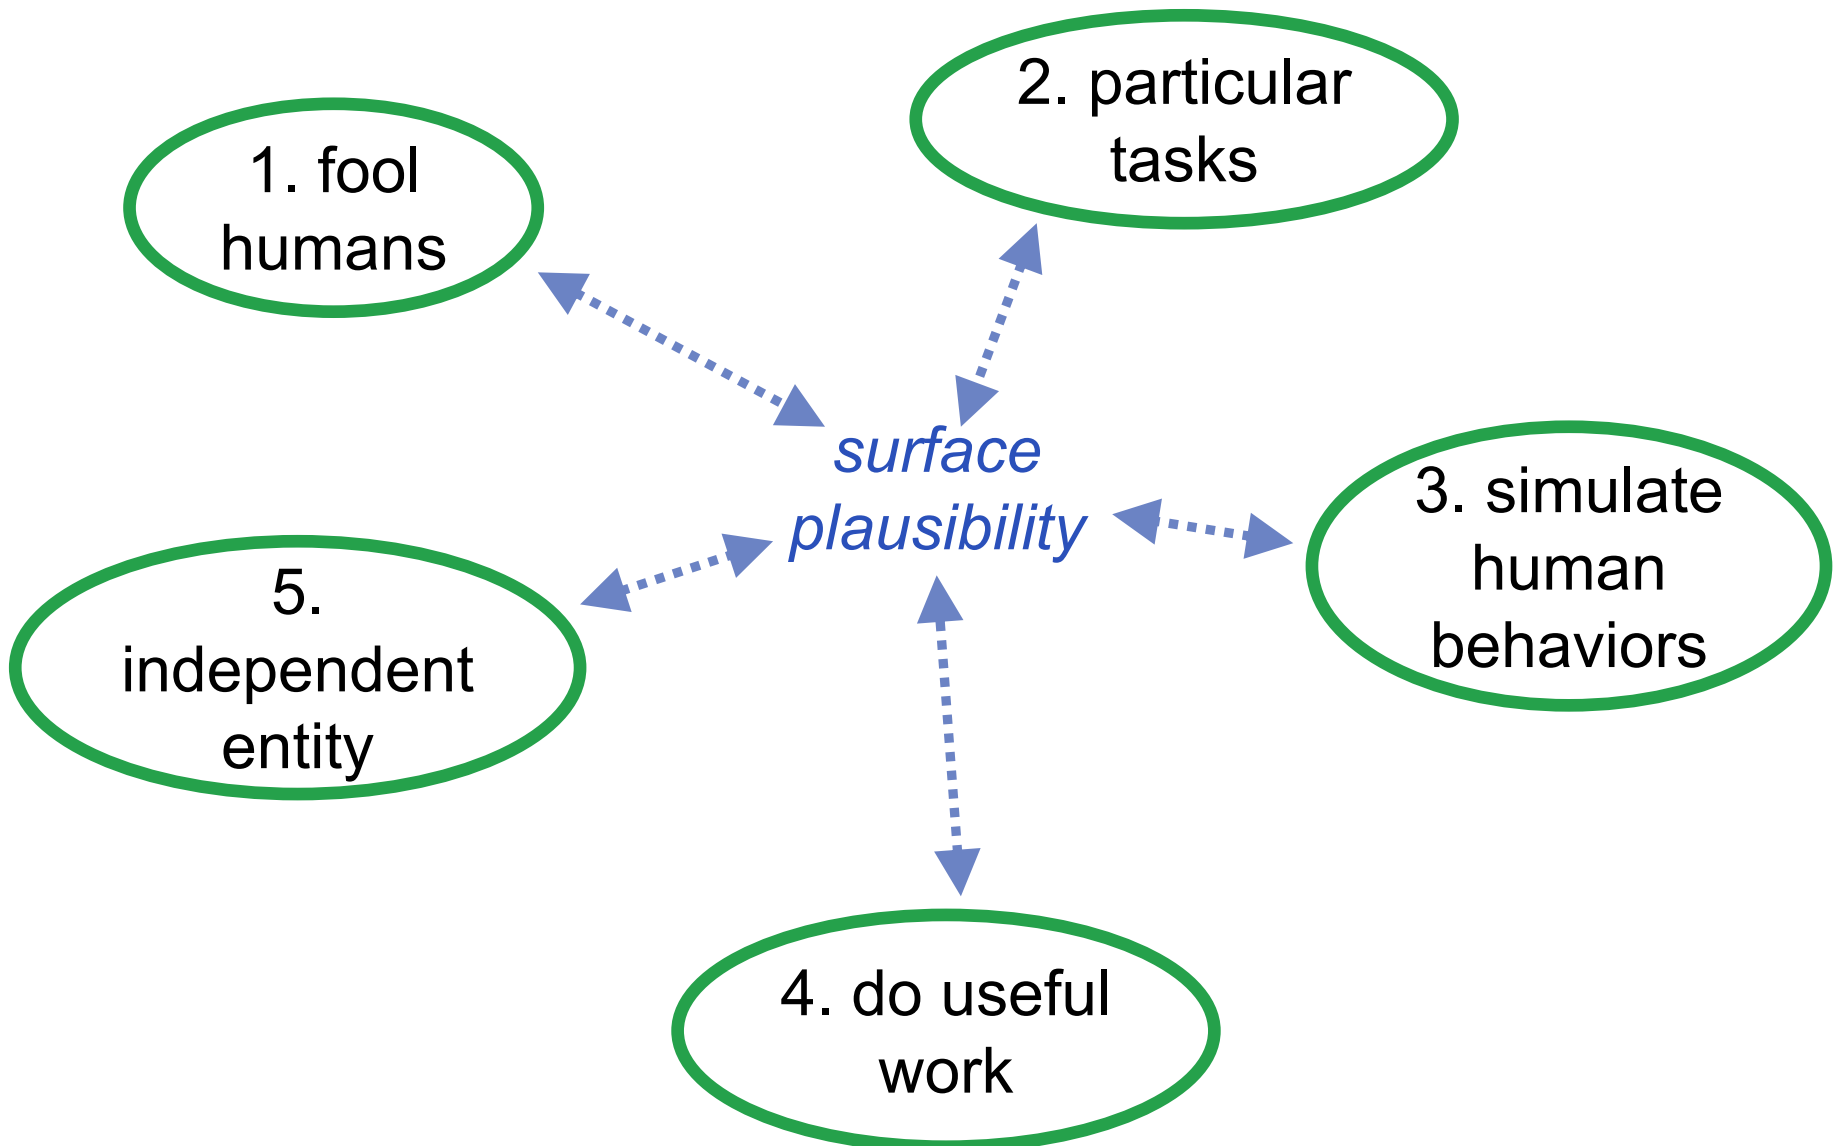 1. fool
humans
2. particular
tasks
surface
plausibility
3. simulate
human
behaviors
5.
independent
entity
4. do useful
work